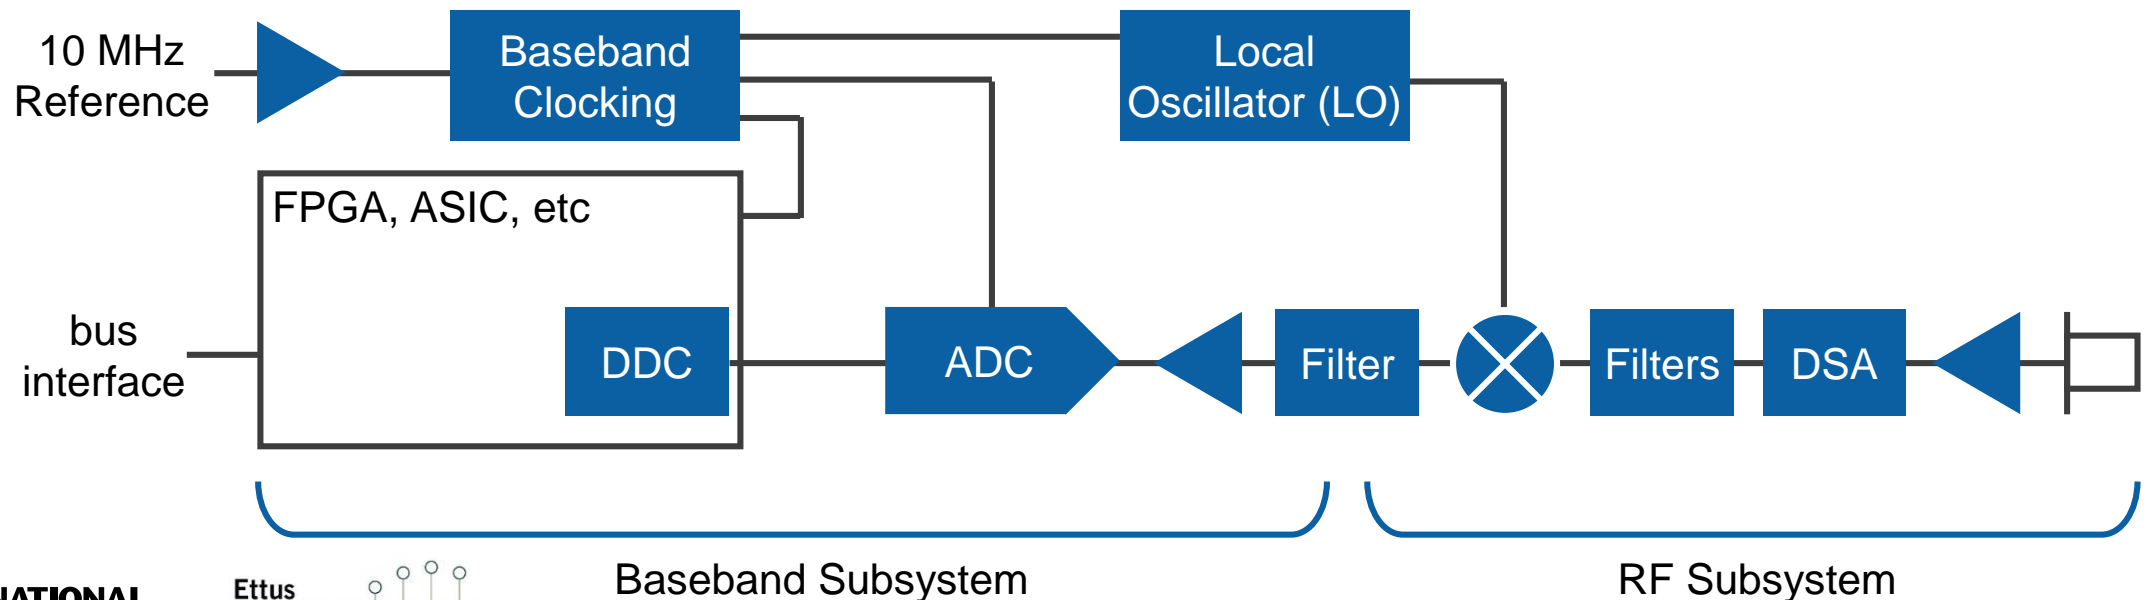 10 MHz
Reference
Baseband
Clocking
Local
Oscillator (LO)
FPGA, ASIC, etc
bus
interface
DDC
ADC
Filter
Filters
DSA
Baseband Subsystem
RF Subsystem
NATIONAL
Ettus